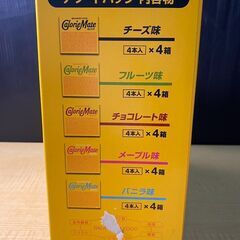 アソートパック内容物
CalorieMate
チーズ味
4本入×4箱
CalorieMate
フルーツ味
4本入×4箱
CalorieMate
チョコレート味
4本入×4箱
CalorieMate
メープル味
4本入×4箱
CalorieMate
バニラ味
4本入×4箱